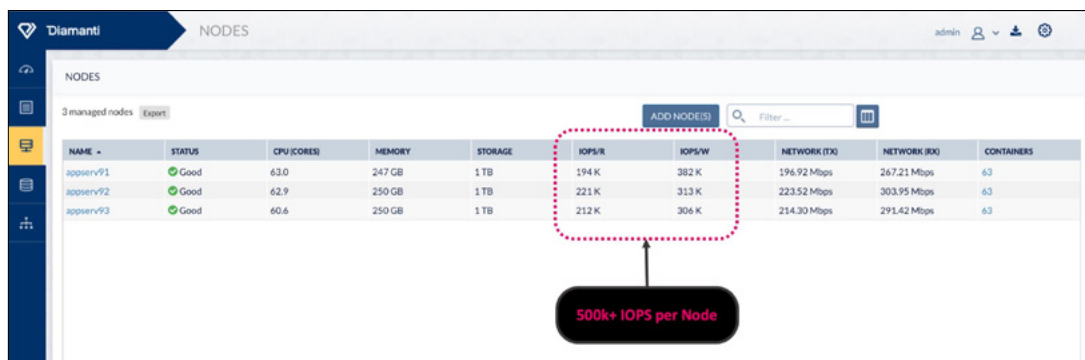 Diamanti NODES admin
NODES
3 managed nodes Export ADD NODE(S) Filter ...
NAME STATUS CPU (CORES) MEMORY STORAGE IOPS/R IOPS/W NETWORK (TX) NETWORK (RX) CONTAINERS
appserv91 Good 63.0 247 GB 1 TB 194 K 382 K 196.92 Mbps 267.21 Mbps 63
appserv92 Good 62.9 250 GB 1 TB 221 K 313 K 223.52 Mbps 303.95 Mbps 63
appserv93 Good 60.6 250 GB 1 TB 212 K 306 K 214.30 Mbps 291.42 Mbps 63
500k+ IOPS per Node